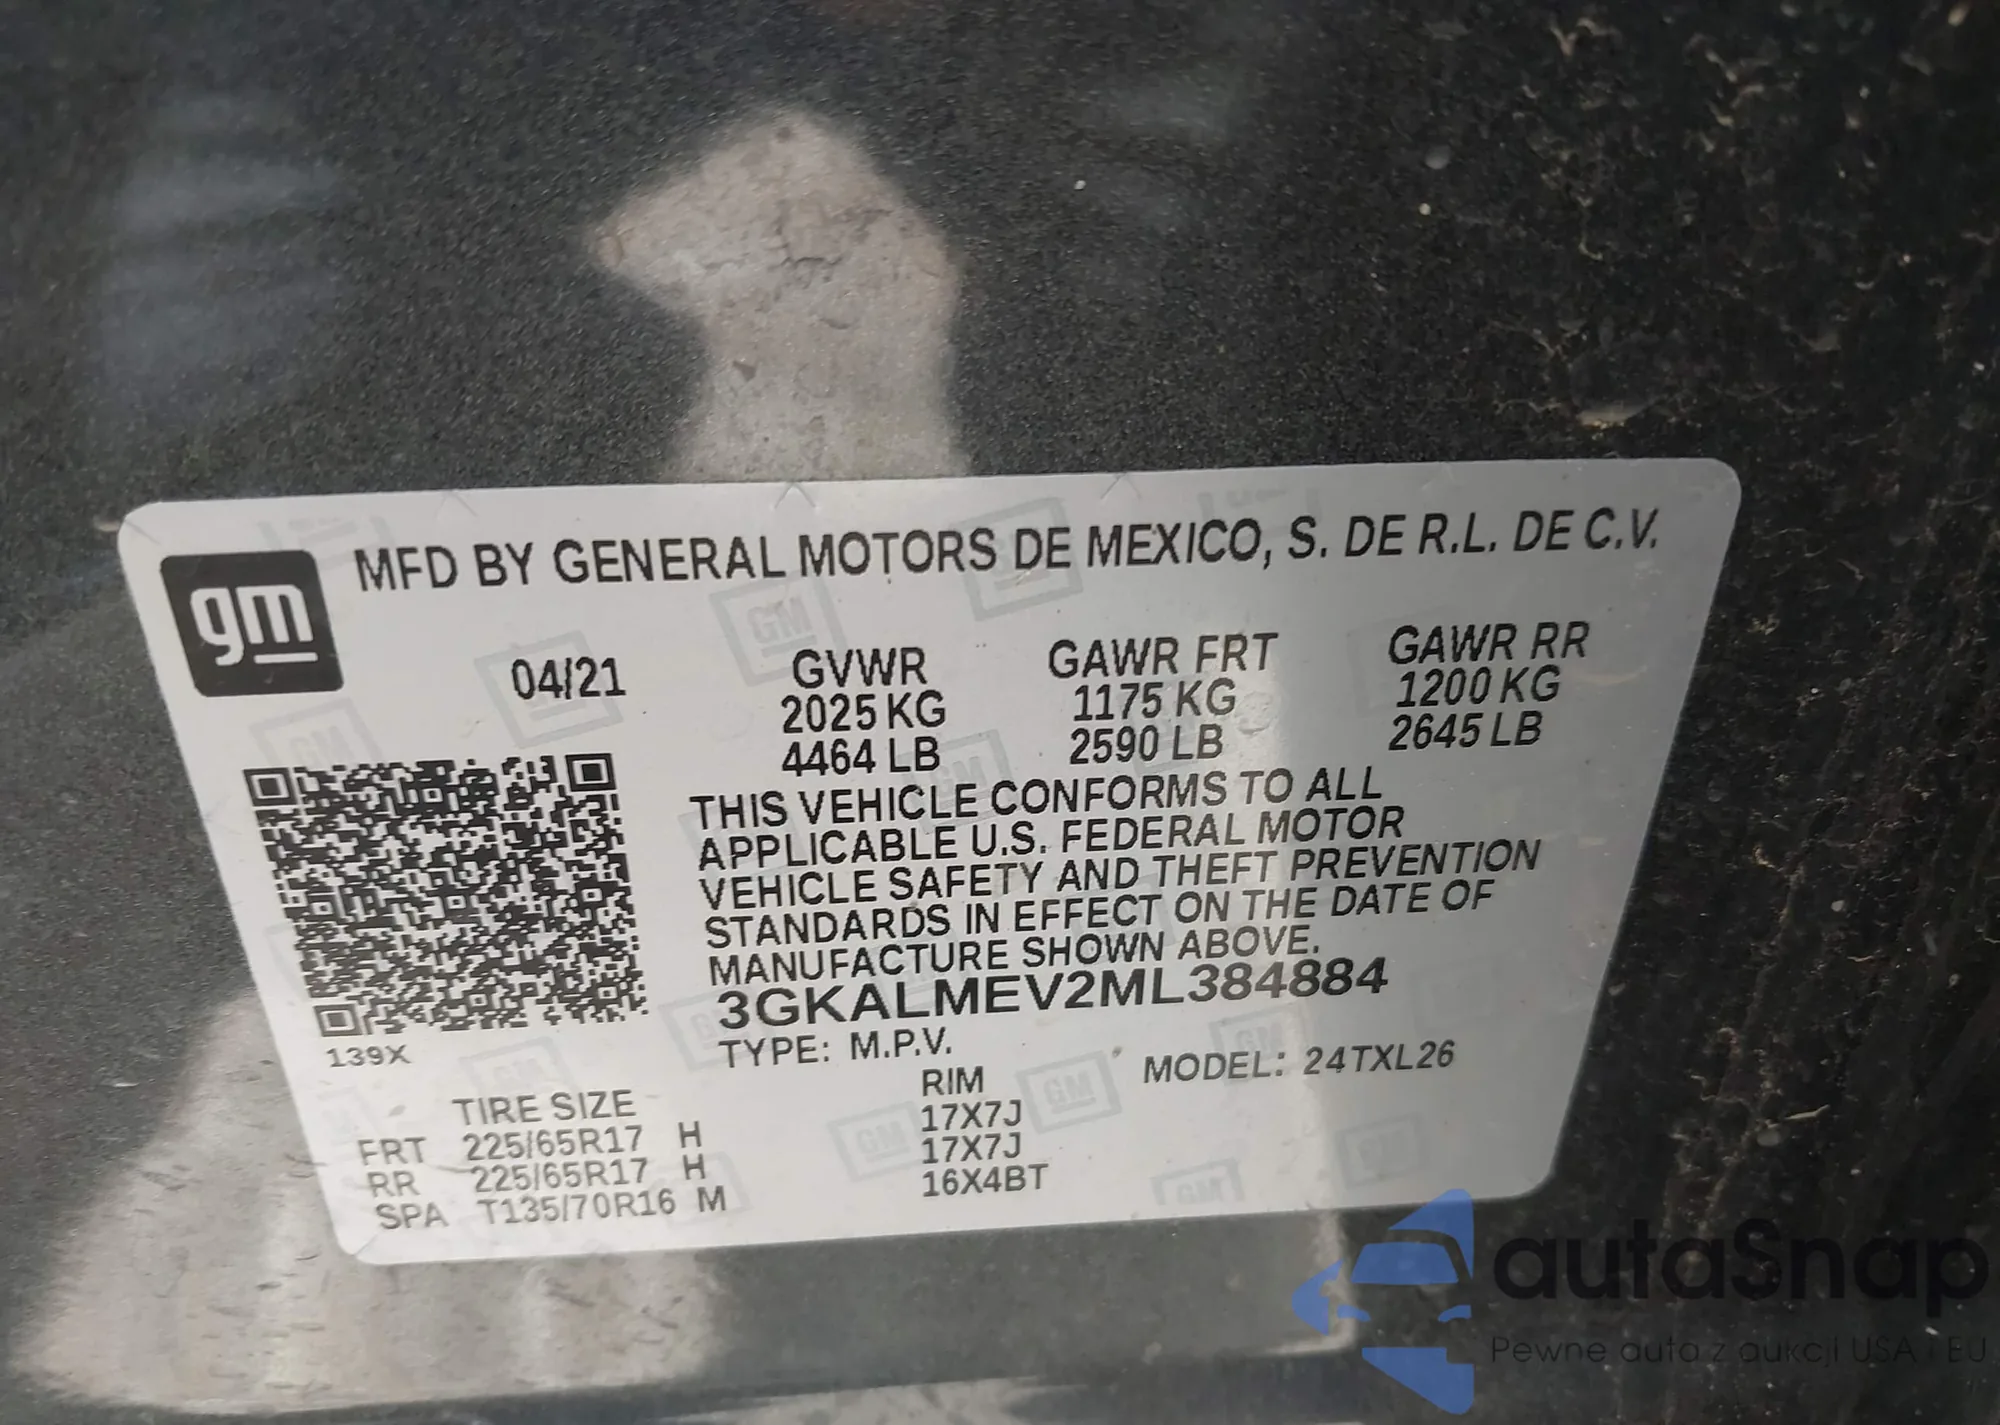 gm
MFD BY GENERAL MOTORS DE MEXICO, S. DE R.L. DE C.V.
04/21 GVWR GAWR FRT GAWR RR
2025 KG 1175 KG 1200 KG
4464 LB 2590 LB 2645 LB
THIS VEHICLE CONFORMS TO ALL
APPLICABLE U.S. FEDERAL MOTOR
VEHICLE SAFETY AND THEFT PREVENTION
STANDARDS IN EFFECT ON THE DATE OF
MANUFACTURE SHOWN ABOVE.
3GKALMEV2ML384884
139X
TYPE: M.P.V. MODEL: 24TXL26
TIRE SIZE RIM
FRT 225/65R17 H 17X7J
RR 225/65R17 H 17X7J
SPA T135/70R16 M 16X4BT
autaSnap
Pewne auta z aukcji USA i EU